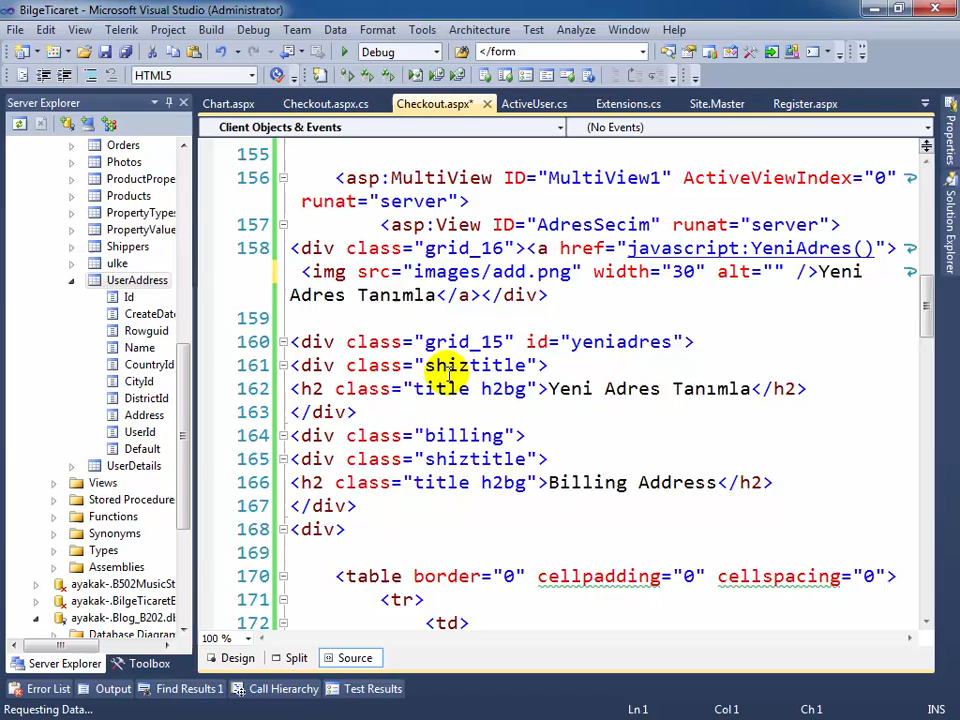 BilgeTicaret - Microsoft Visual Studio (Administrator)
File Edit View Telerik Project Build Debug Team Data Format Tools Architecture Test Analyze Window Help
Debug </form
HTML5
Server Explorer
Chart.aspx Checkout.aspx.cs Checkout.aspx* ActiveUser.cs Extensions.cs Site.Master Register.aspx
Client Objects & Events (No Events)
Orders
Photos
ProductPrope
Products
PropertyTypes
PropertyValue
Shippers
ulke
UserAddress
Id
CreateDate
Rowguid
Name
CountryId
CityId
DistrictId
Address
UserId
Default
UserDetails
Views
Stored Procedure
Functions
Synonyms
Types
Assemblies
ayakak-.B502MusicSt
ayakak-.BilgeTicaretE
ayakak-.Blog_B202.db
Database Diagram
155
156 <asp:MultiView ID="MultiView1" ActiveViewIndex="0"
runat="server">
157 <asp:View ID="AdresSecim" runat="server">
158 <div class="grid_16"><a href="javascript:YeniAdres()">
<img src="images/add.png" width="30" alt="" />Yeni
Adres Tanımla</a></div>
159
160 <div class="grid_15" id="yeniadres">
161 <div class="shiztitle">
162 <h2 class="title h2bg">Yeni Adres Tanımla</h2>
163 </div>
164 <div class="billing">
165 <div class="shiztitle">
166 <h2 class="title h2bg">Billing Address</h2>
167 </div>
168 <div>
169
170 <table border="0" cellpadding="0" cellspacing="0">
171 <tr>
172 <td>
100 %
Design Split Source
Server Explorer Toolbox
Properties
Solution Explorer
Error List Output Find Results 1 Call Hierarchy Test Results
Requesting Data... Ln 1 Col 1 Ch 1 INS